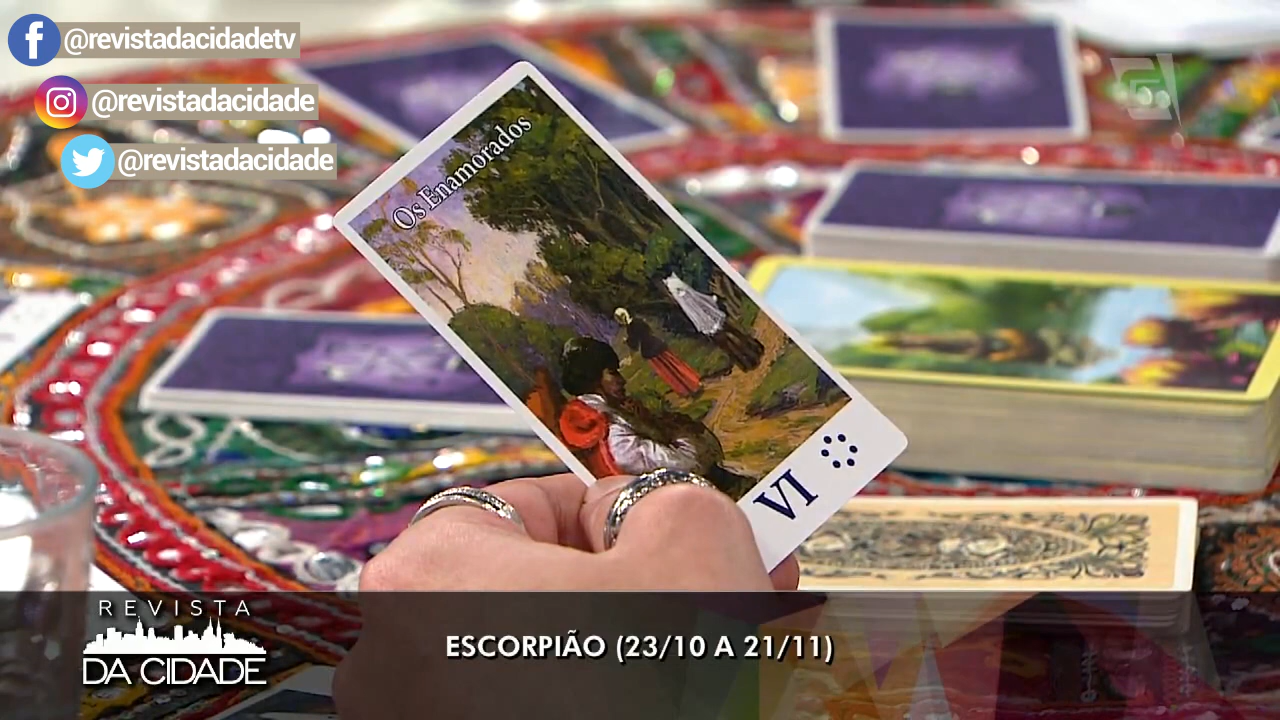 @revistadacidadetv
@revistadacidade
@revistadacidade
Os Enamorados
VI
REVISTA
DA CIDADE
ESCORPIÃO (23/10 A 21/11)